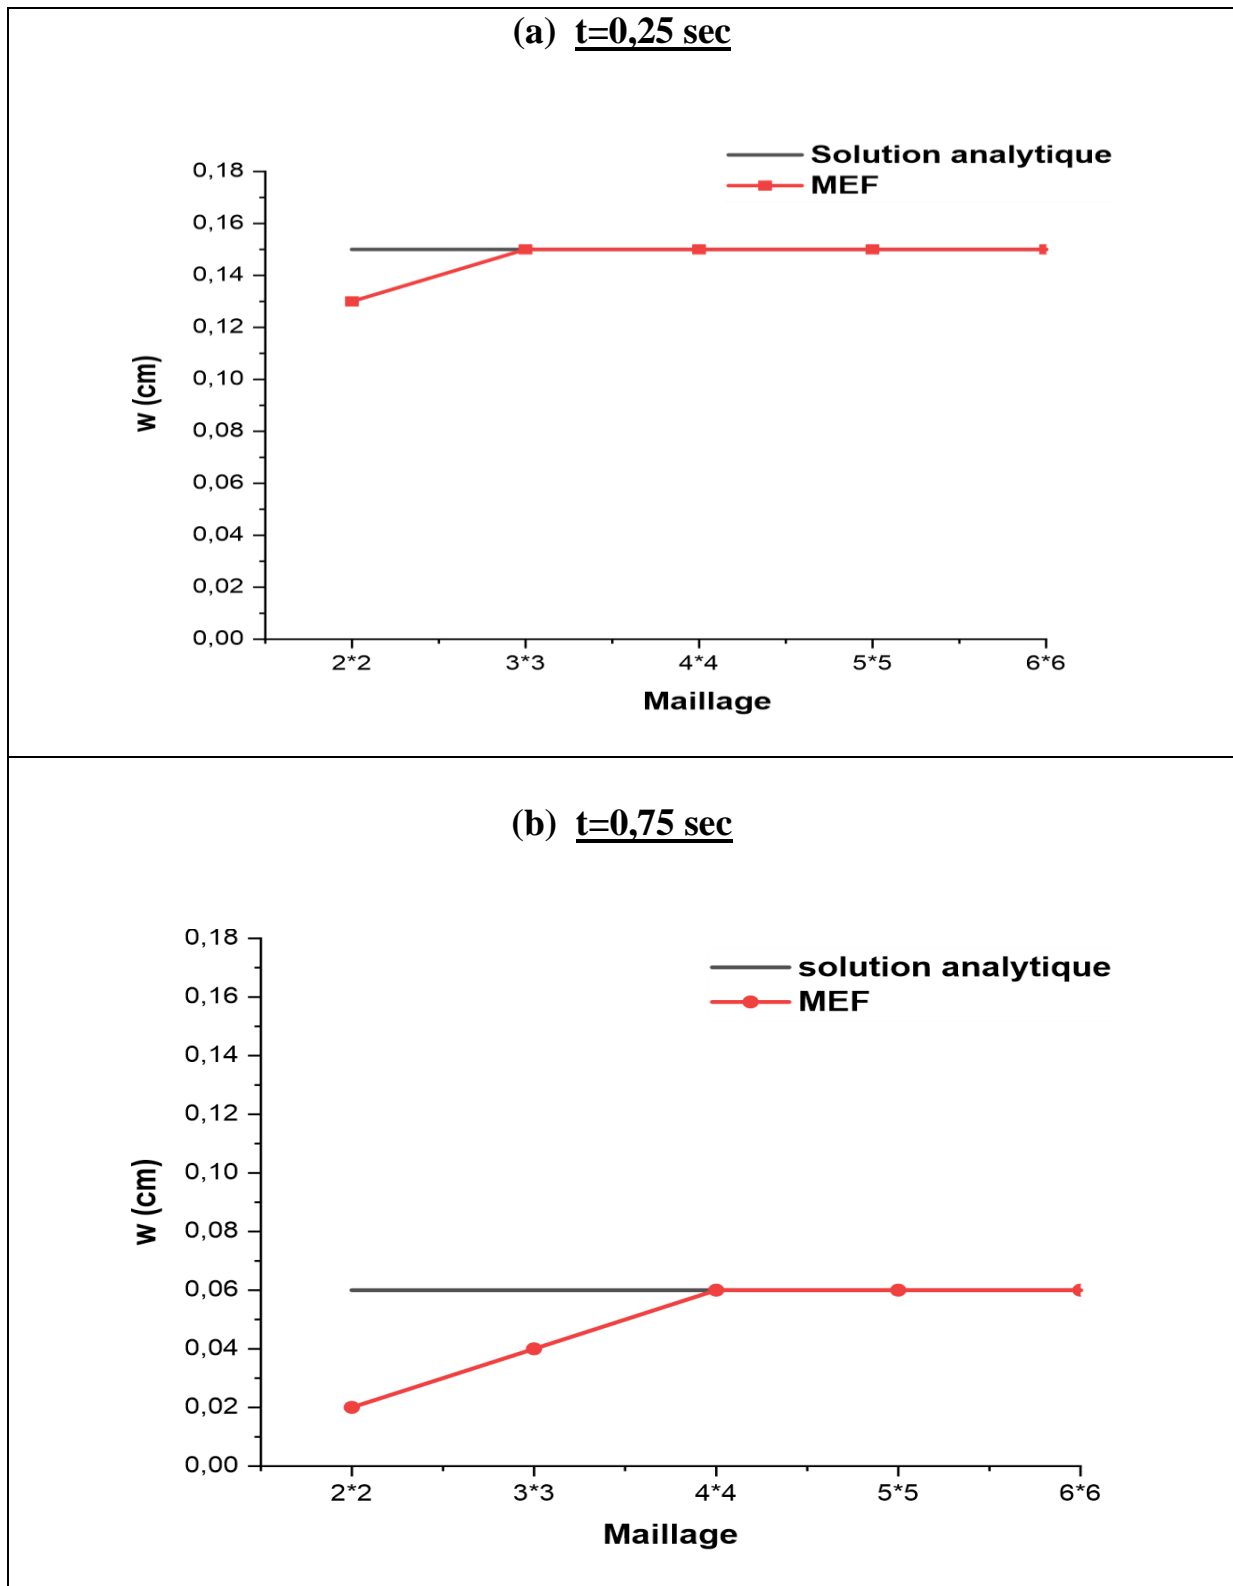 (a) t=0,25 sec
Solution analytique
MEF
0,18
0,16
0,14
0,12
0,10
0,08
0,06
0,04
0,02
0,00
w (cm)
2*2 3*3 4*4 5*5 6*6
Maillage
(b) t=0,75 sec
solution analytique
MEF
0,18
0,16
0,14
0,12
0,10
0,08
0,06
0,04
0,02
0,00
w (cm)
2*2 3*3 4*4 5*5 6*6
Maillage